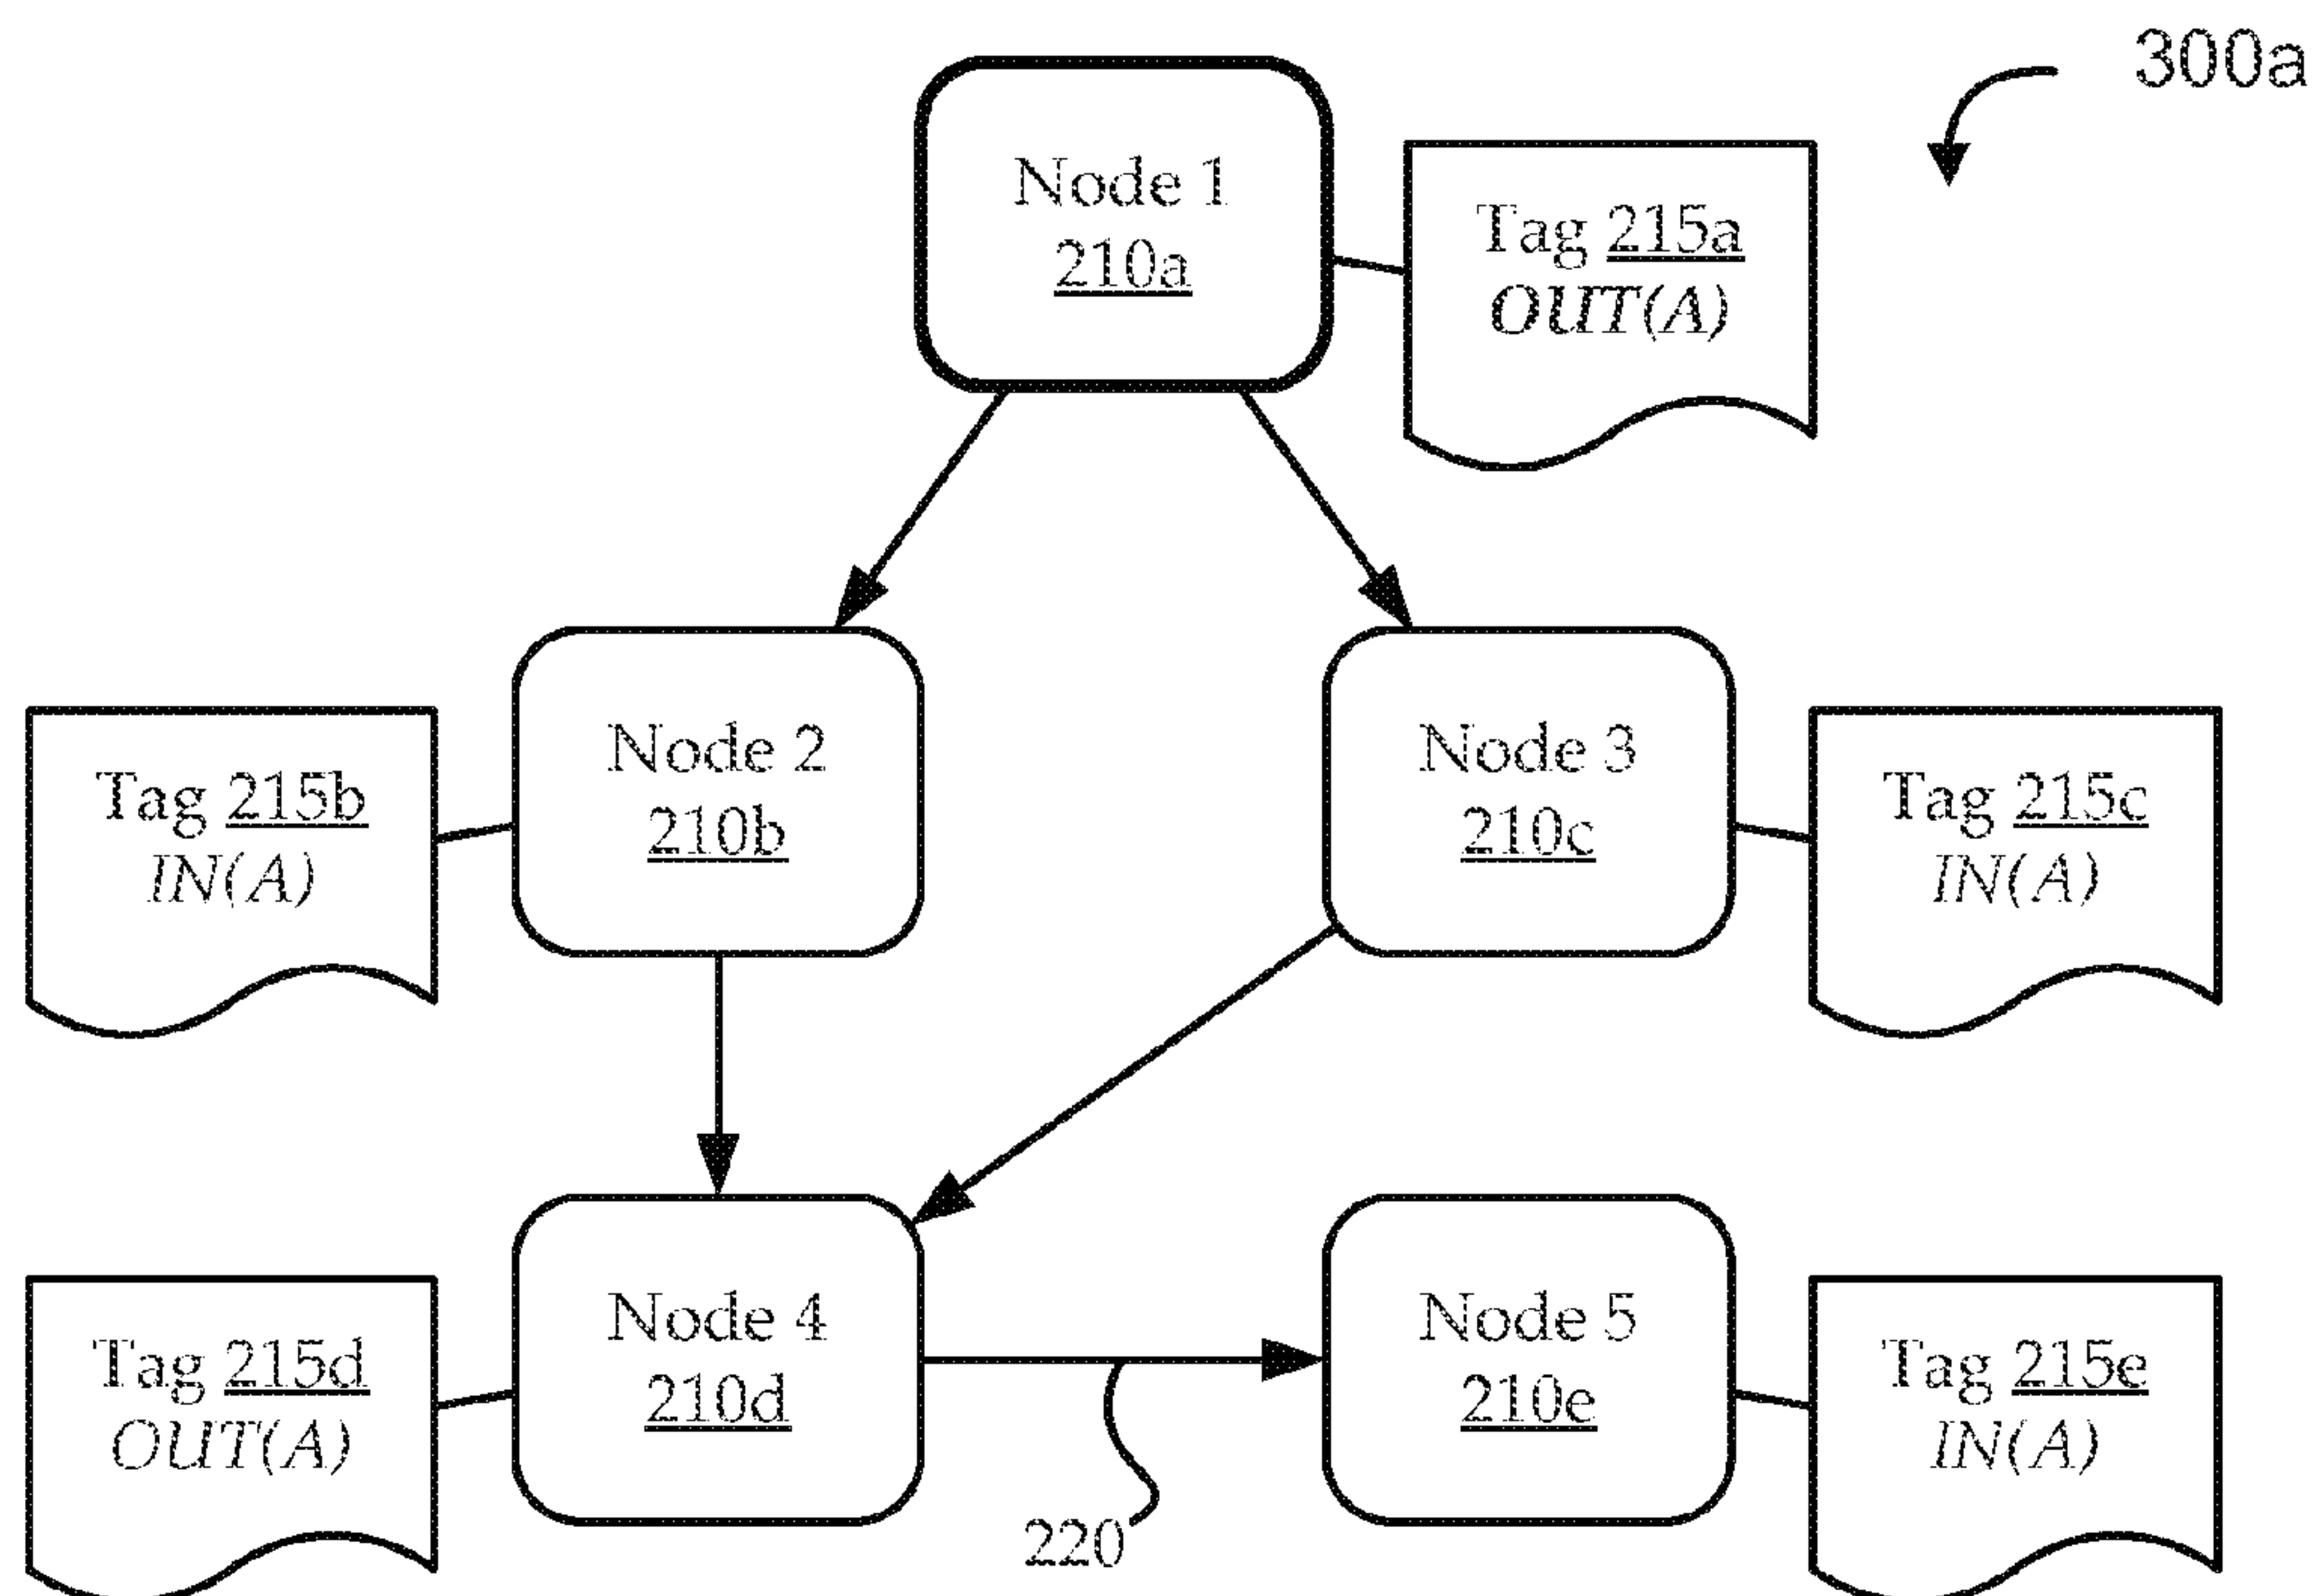 300a
Node 1
210a
Tag 215a
OUT(A)
Tag 215b
IN(A)
Node 2
210b
Node 3
210c
Tag 215c
IN(A)
Tag 215d
OUT(A)
Node 4
210d
Node 5
210e
Tag 215e
IN(A)
220